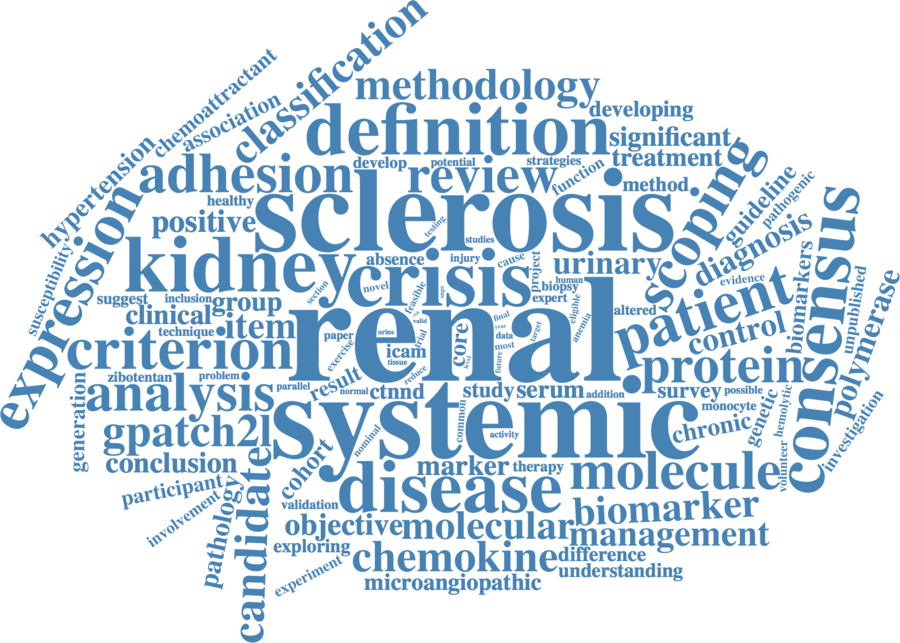 classification
chemoattractant
association
hypertension
methodology
developing
definition
significant
treatment
adhesion
develop
potential
strategies
review
function
method
healthy
positive
sclerosis
testing
studies
scoping
guideline
pathogenic
diagnosis
evidence
consensus
expression
susceptibility
kidney
crisis
absence
injury
cause
project
urinary
novel
section
feasible
human
biopsy
expert
eligible
anemia
altered
biomarkers
unpublished
polymerase
suggest
inclusion
group
clinical
technique
item
renal
patient
control
criterion
paper
exercise
urine
valid
trial
icam
tissue
core
level
final
year
data
most
future
target
protein
zibotentan
problem
parallel
result
normal
reduce
ctnnd
study
serum
addition
survey
possible
generation
analysis
systemic
monocyte
chronic
genetic
hemolytic
volunteer
investigation
gpatch2l
nominal
common
activity
conclusion
cohort
marker
therapy
molecule
participant
involvement
pathology
candidate
validation
disease
biomarker
objective
molecular
management
exploring
chemokine
difference
understanding
experiment
microangiopathic